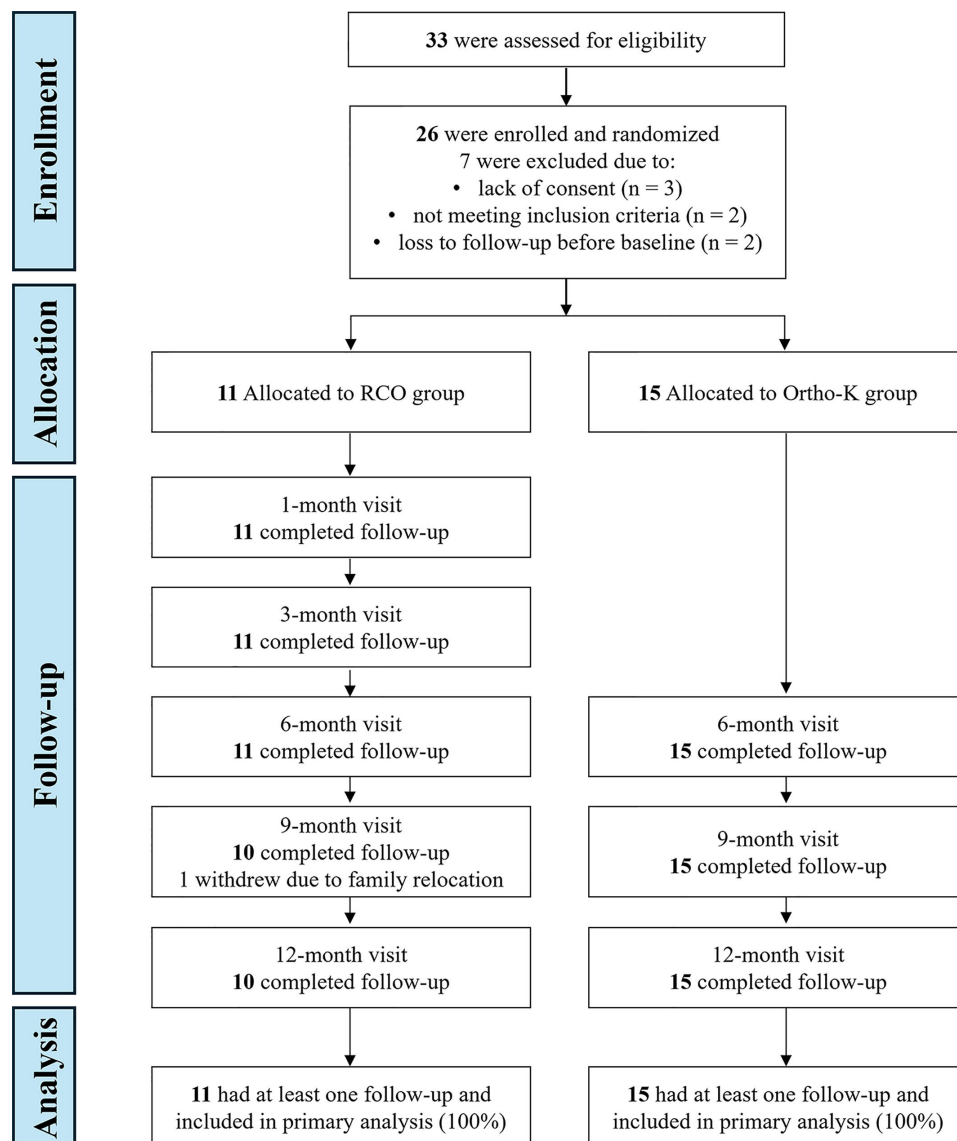 Enrollment
33 were assessed for eligibility
26 were enrolled and randomized
7 were excluded due to:
• lack of consent (n = 3)
• not meeting inclusion criteria (n = 2)
• loss to follow-up before baseline (n = 2)
Allocation
11 Allocated to RCO group
15 Allocated to Ortho-K group
Follow-up
1-month visit
11 completed follow-up
3-month visit
11 completed follow-up
6-month visit
11 completed follow-up
6-month visit
15 completed follow-up
9-month visit
10 completed follow-up
1 withdrew due to family relocation
9-month visit
15 completed follow-up
12-month visit
10 completed follow-up
12-month visit
15 completed follow-up
Analysis
11 had at least one follow-up and
included in primary analysis (100%)
15 had at least one follow-up and
included in primary analysis (100%)